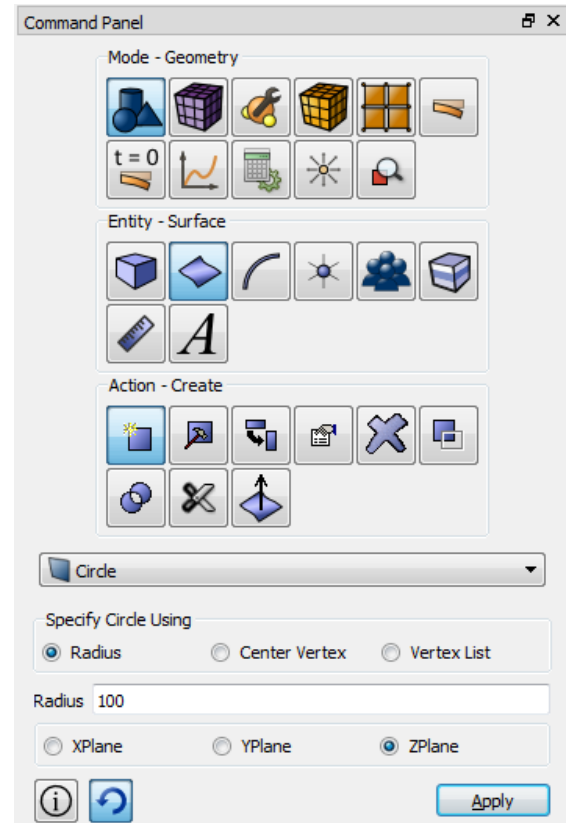 Command Panel
Mode - Geometry
t = 0
Entity - Surface
A
Action - Create
Circle
Specify Circle Using
Radius Center Vertex Vertex List
Radius 100
XPlane YPlane ZPlane
i Apply